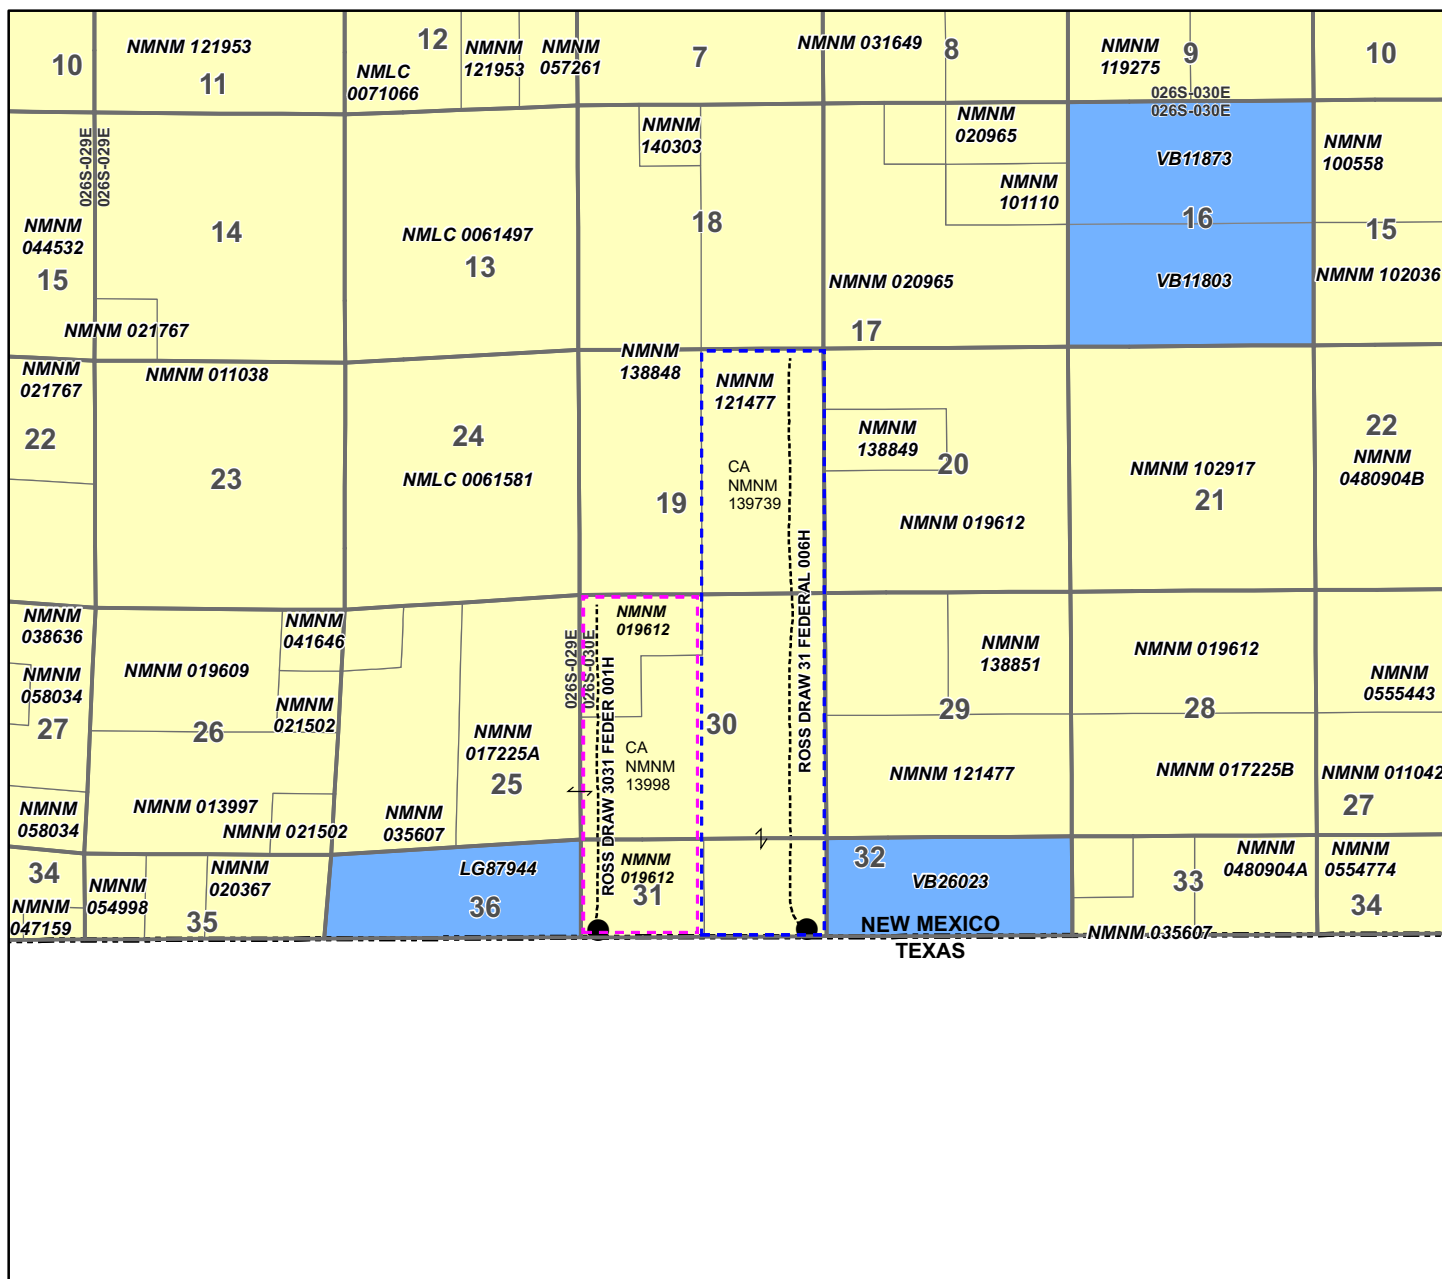 10
NMNM 121953
11
12
NMLC
0071066
NMNM
121953
NMNM
057261
7
NMNM 031649
8
NMNM
119275
9
10
026S-030E
026S-030E
026S-029E
026S-029E
NMNM
044532
15
14
NMNM 021767
NMLC 0061497
13
NMNM
140303
18
NMNM
020965
NMNM
101110
NMNM 020965
17
VB11873
16
VB11803
NMNM
100558
15
NMNM 102036
NMNM
021767
22
NMNM 011038
23
24
NMLC 0061581
NMNM
138848
19
NMNM
121477
CA
NMNM
139739
ROSS DRAW 31 FEDERAL 006H
NMNM
138849
20
NMNM 019612
NMNM 102917
21
22
NMNM
0480904B
NMNM
038636
NMNM
058034
27
NMNM
058034
NMNM 019609
NMNM
041646
NMNM
021502
26
NMNM 013997
NMNM 021502
NMNM
017225A
25
NMNM
035607
026S-029E
026S-030E
NMNM
019612
ROSS DRAW 3031 FEDER 001H
CA
NMNM
13998
30
NMNM
138851
29
NMNM 121477
NMNM 019612
28
NMNM 017225B
NMNM
0555443
NMNM 011042
27
34
NMNM
047159
NMNM
054998
NMNM
020367
35
LG87944
36
NMNM
019612
31
32
VB26023
NMNM
0480904A
33
NMNM 035607
NMNM
0554774
34
NEW MEXICO
TEXAS